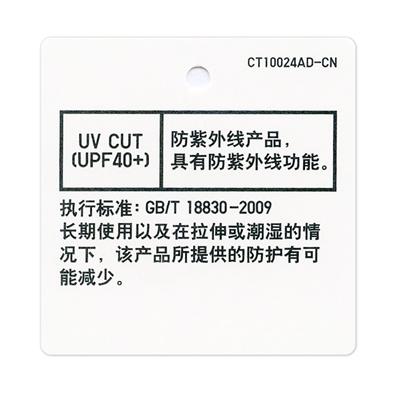 CT10024AD-CN
UV CUT
(UPF40+)
防紫外线产品，
具有防紫外线功能。
执行标准：GB/T 18830-2009
长期使用以及在拉伸或潮湿的情
况下，该产品所提供的防护有可
能减少。